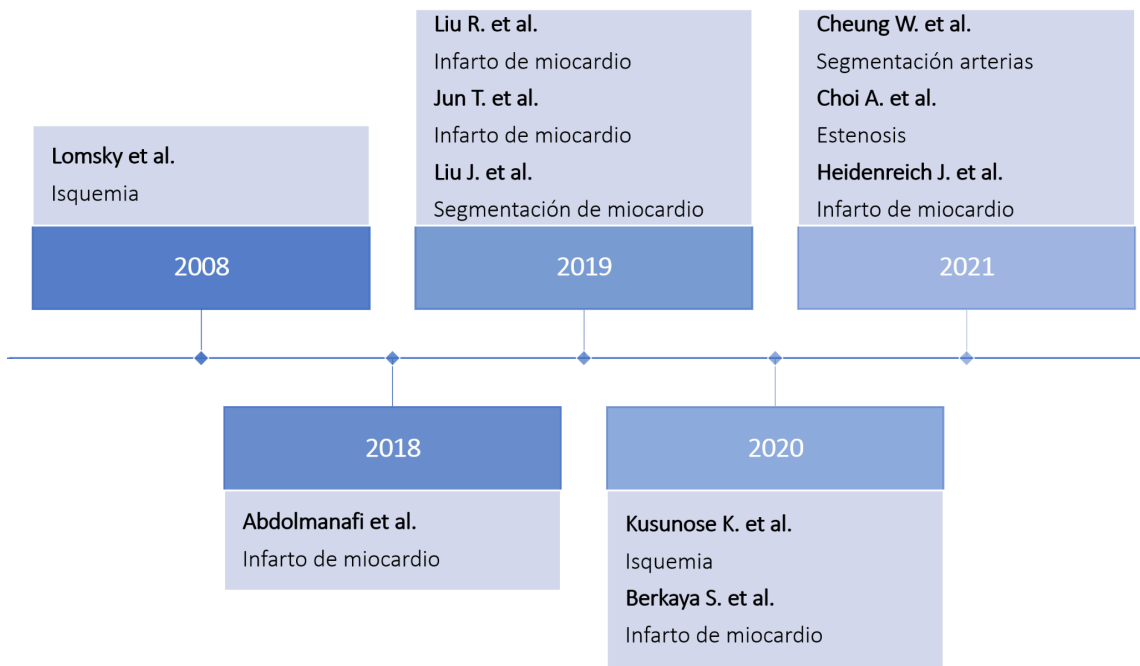 Lomsky et al.
Isquemia
2008
2018
Abdolmanafi et al.
Infarto de miocardio
Liu R. et al.
Infarto de miocardio
Jun T. et al.
Infarto de miocardio
Liu J. et al.
Segmentación de miocardio
2019
2020
Kusunose K. et al.
Isquemia
Berkaya S. et al.
Infarto de miocardio
Cheung W. et al.
Segmentación arterias
Choi A. et al.
Estenosis
Heidenreich J. et al.
Infarto de miocardio
2021